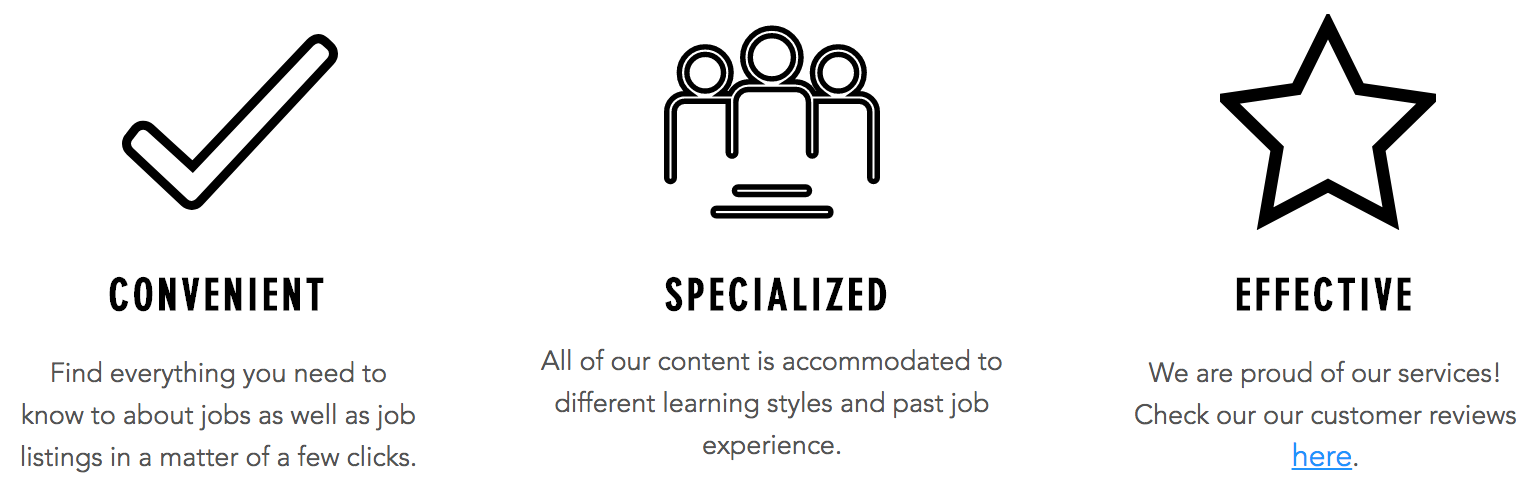 CONVENIENT
Find everything you need to
know to about jobs as well as job
listings in a matter of a few clicks.
SPECIALIZED
All of our content is accommodated to
different learning styles and past job
experience.
EFFECTIVE
We are proud of our services!
Check our our customer reviews
here.